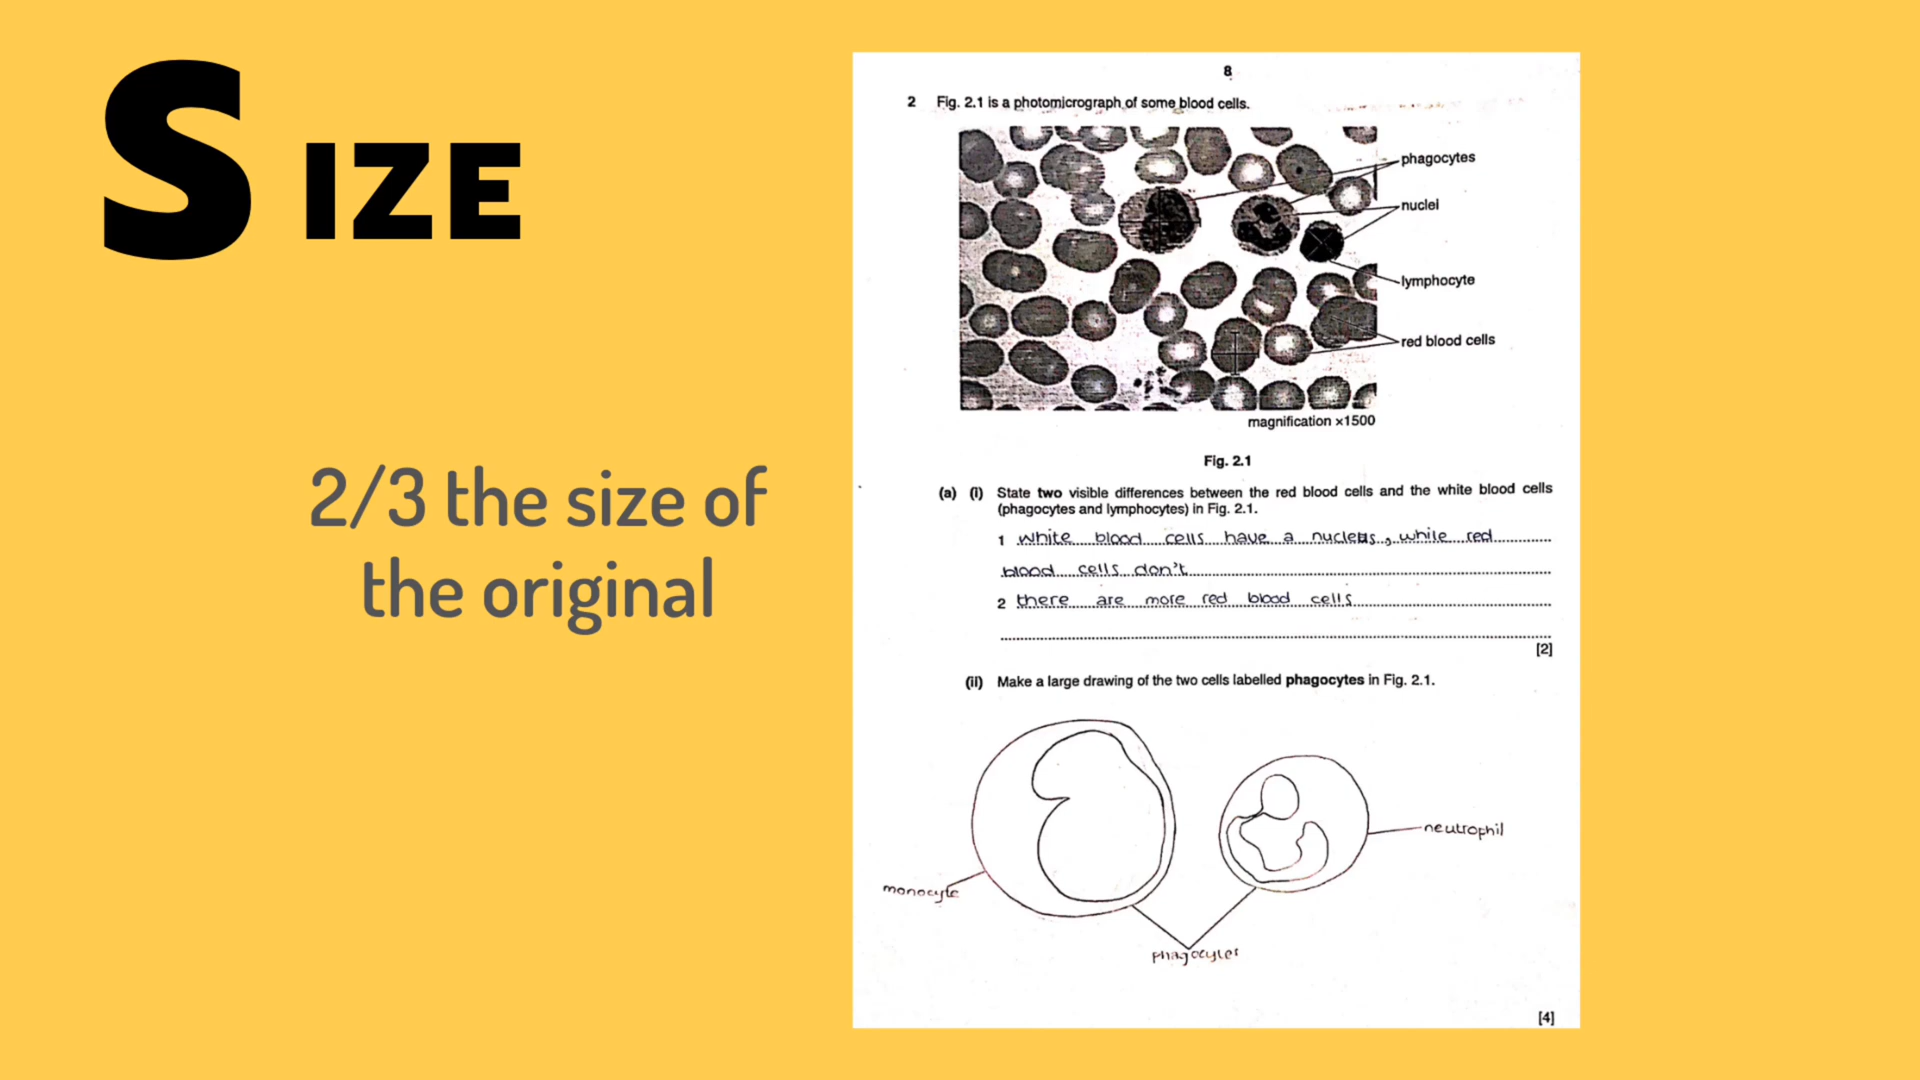 SIZE
2/3 the size of
the original
8
2 Fig. 2.1 is a photomicrograph of some blood cells.
phagocytes
nuclei
lymphocyte
red blood cells
magnification ×1500
Fig. 2.1
(a) (i) State two visible differences between the red blood cells and the white blood cells
(phagocytes and lymphocytes) in Fig. 2.1.
1 white blood cells have a nucleus, while red
blood cells don't
2 there are more red blood cells
[2]
(ii) Make a large drawing of the two cells labelled phagocytes in Fig. 2.1.
neutrophil
monocyte
phagocytes
[4]